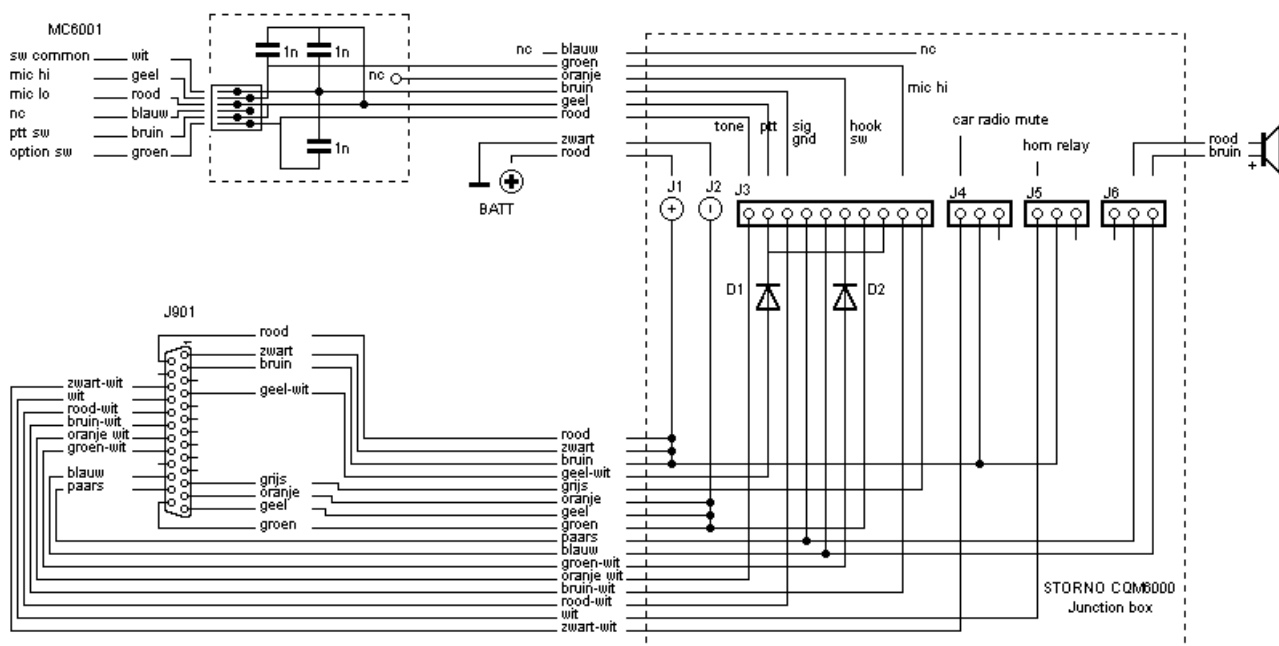 MC6001
sw common wit
mic hi geel
mic lo rood
nc blauw
ptt sw bruin
option sw groen
1n 1n
1n
nc
nc blauw
groen
oranje
bruin
geel
rood
zwart
rood
BATT
nc
mic hi
tone ptt sig gnd hook sw
car radio mute
horn relay
rood
bruin
+
J1 J2 J3 J4 J5 J6
D1 D2
J901
rood
zwart
bruin
geel-wit
zwart-wit
wit
rood-wit
bruin-wit
oranje wit
groen-wit
blauw
paars
grijs
oranje
geel
groen
rood
zwart
bruin
geel-wit
grijs
oranje
geel
groen
paars
blauw
groen-wit
oranje wit
bruin-wit
rood-wit
wit
zwart-wit
STORNO CQM6000
Junction box